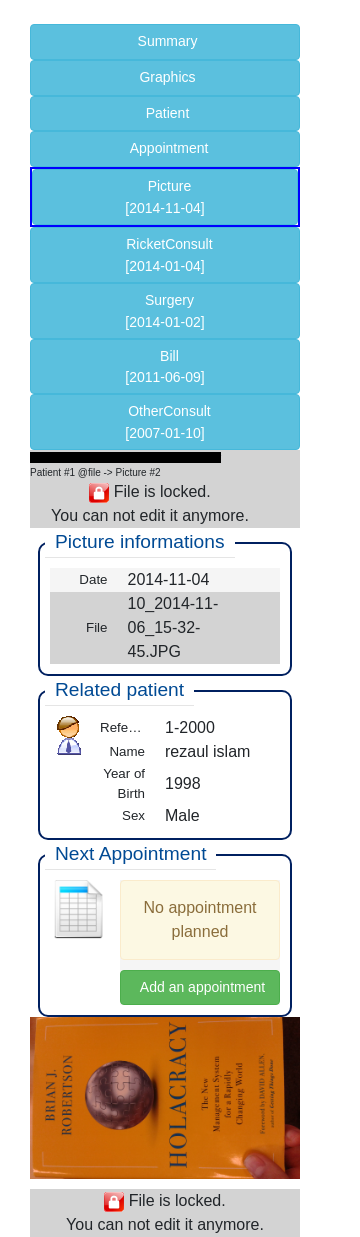 Summary
Graphics
Patient
Appointment
Picture
[2014-11-04]
RicketConsult
[2014-01-04]
Surgery
[2014-01-02]
Bill
[2011-06-09]
OtherConsult
[2007-01-10]
Patient #1 @file -> Picture #2
File is locked.
You can not edit it anymore.
Picture informations
Date 2014-11-04
File 10_2014-11-
06_15-32-
45.JPG
Related patient
Refe… 1-2000
Name rezaul islam
Year of
Birth 1998
Sex Male
Next Appointment
No appointment
planned
Add an appointment
BRIAN J.
ROBERTSON
HOLACRACY
The New
Management System
for a Rapidly
Changing World
Foreword by DAVID ALLEN,
author of Getting Things Done
File is locked.
You can not edit it anymore.